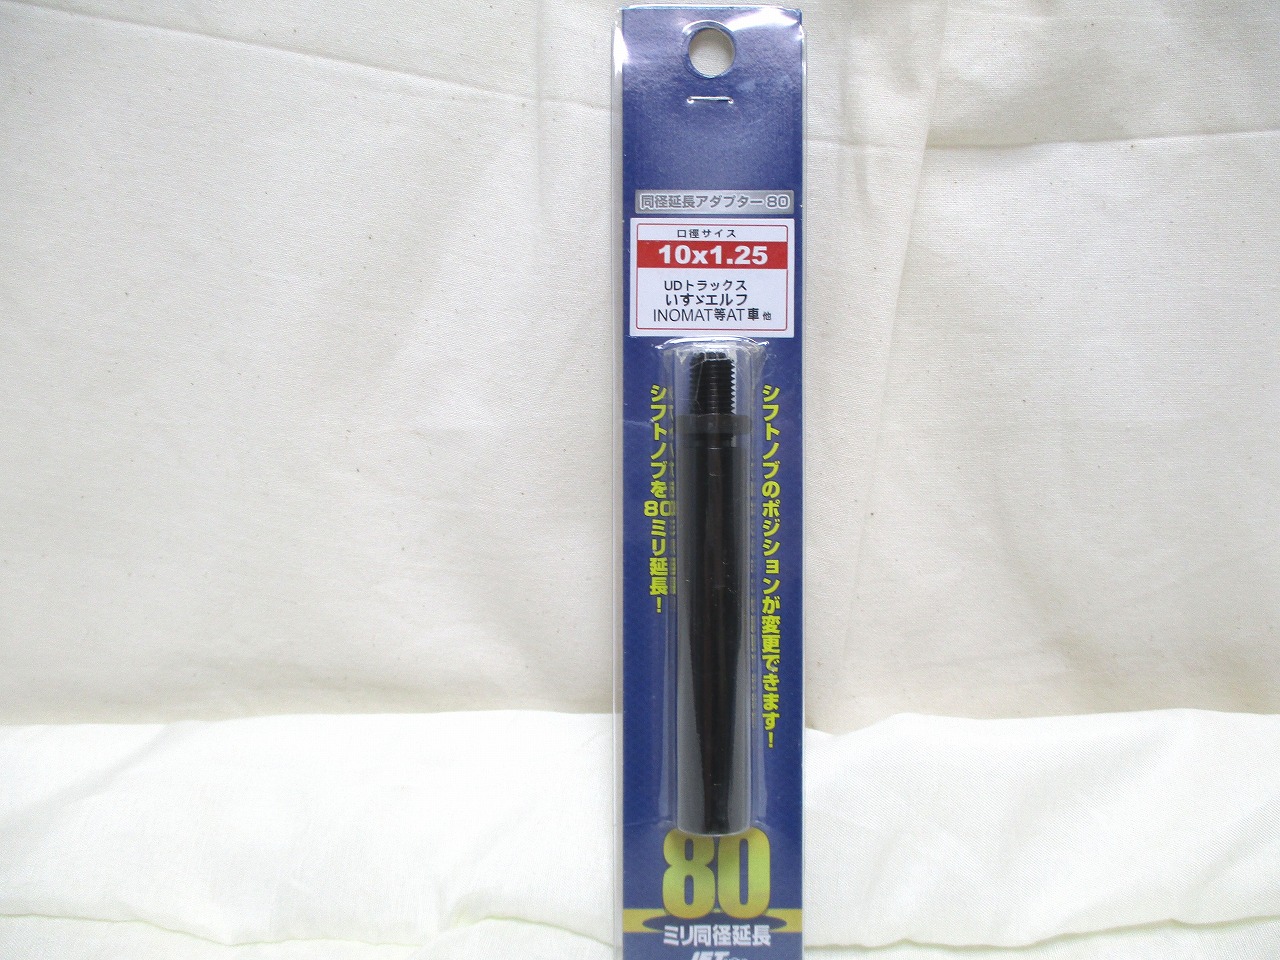 同径延長アダプター80
口徑サイズ
10x1.25
UDトラックス
いすゞエルフ
INOMAT等AT車 他
シフトノブのポジションが変更できます!
シフトノブを80ミリ延長!
80
ミリ同径延長